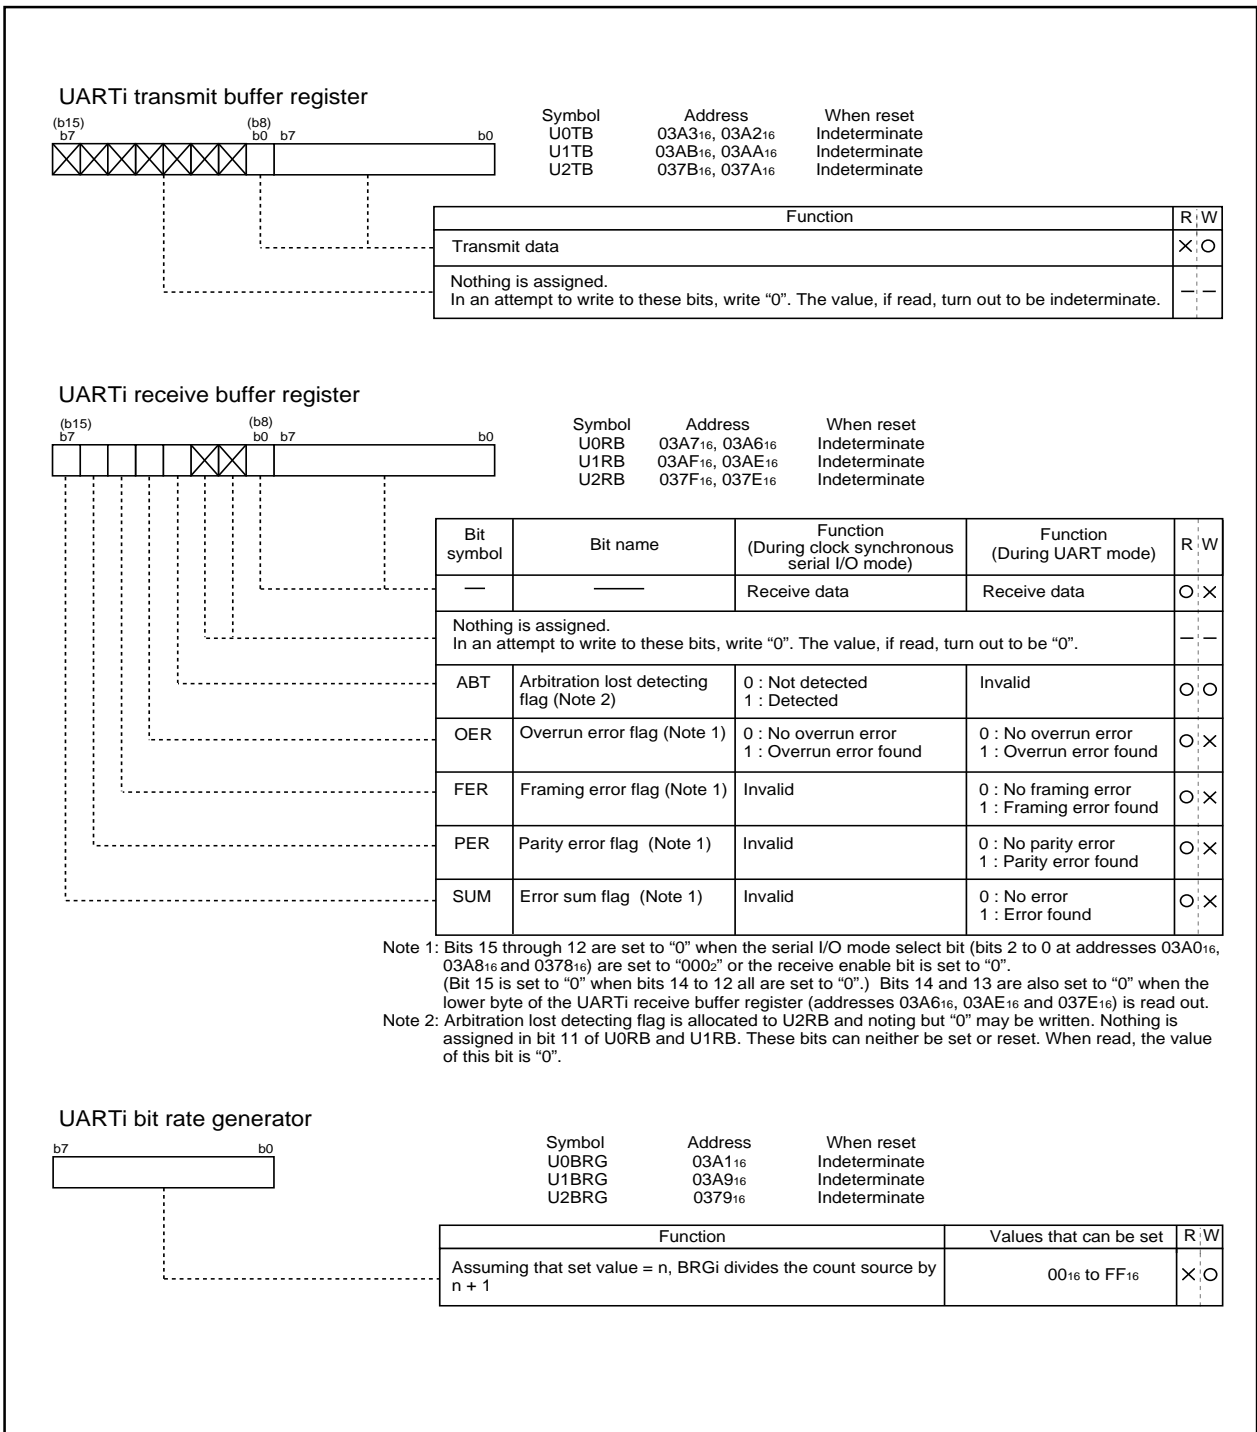 UARTi transmit buffer register
(b15) (b8)
b7 b0 b7 b0
Symbol Address When reset
U0TB 03A3₁₆, 03A2₁₆ Indeterminate
U1TB 03AB₁₆, 03AA₁₆ Indeterminate
U2TB 037B₁₆, 037A₁₆ Indeterminate
Function R W
Transmit data X O
Nothing is assigned.
In an attempt to write to these bits, write “0”. The value, if read, turn out to be indeterminate. — —
UARTi receive buffer register
(b15) (b8)
b7 b0 b7 b0
Symbol Address When reset
U0RB 03A7₁₆, 03A6₁₆ Indeterminate
U1RB 03AF₁₆, 03AE₁₆ Indeterminate
U2RB 037F₁₆, 037E₁₆ Indeterminate
Bit symbol Bit name Function (During clock synchronous serial I/O mode) Function (During UART mode) R W
— — Receive data Receive data O X
Nothing is assigned.
In an attempt to write to these bits, write “0”. The value, if read, turn out to be “0”. — —
ABT Arbitration lost detecting flag (Note 2) 0 : Not detected 1 : Detected Invalid O O
OER Overrun error flag (Note 1) 0 : No overrun error 1 : Overrun error found 0 : No overrun error 1 : Overrun error found O X
FER Framing error flag (Note 1) Invalid 0 : No framing error 1 : Framing error found O X
PER Parity error flag (Note 1) Invalid 0 : No parity error 1 : Parity error found O X
SUM Error sum flag (Note 1) Invalid 0 : No error 1 : Error found O X
Note 1: Bits 15 through 12 are set to “0” when the serial I/O mode select bit (bits 2 to 0 at addresses 03A0₁₆,
03A8₁₆ and 0378₁₆) are set to “000₂” or the receive enable bit is set to “0”.
(Bit 15 is set to “0” when bits 14 to 12 all are set to “0”.) Bits 14 and 13 are also set to “0” when the
lower byte of the UARTi receive buffer register (addresses 03A6₁₆, 03AE₁₆ and 037E₁₆) is read out.
Note 2: Arbitration lost detecting flag is allocated to U2RB and noting but “0” may be written. Nothing is
assigned in bit 11 of U0RB and U1RB. These bits can neither be set or reset. When read, the value
of this bit is “0”.
UARTi bit rate generator
b7 b0
Symbol Address When reset
U0BRG 03A1₁₆ Indeterminate
U1BRG 03A9₁₆ Indeterminate
U2BRG 0379₁₆ Indeterminate
Function Values that can be set R W
Assuming that set value = n, BRGi divides the count source by
n + 1 00₁₆ to FF₁₆ X O